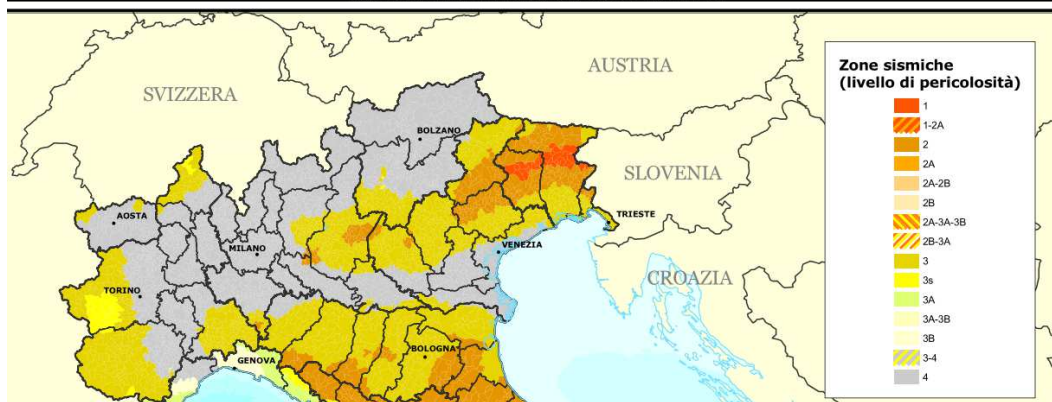 AUSTRIA
SVIZZERA
BOLZANO
SLOVENIA
AOSTA
TRIESTE
MILANO
VENEZIA
CROAZIA
TORINO
BOLOGNA
GENOVA
Zone sismiche
(livello di pericolosità)
1
1-2A
2
2A
2A-2B
2B
2A-3A-3B
2B-3A
3
3s
3A
3A-3B
3B
3-4
4